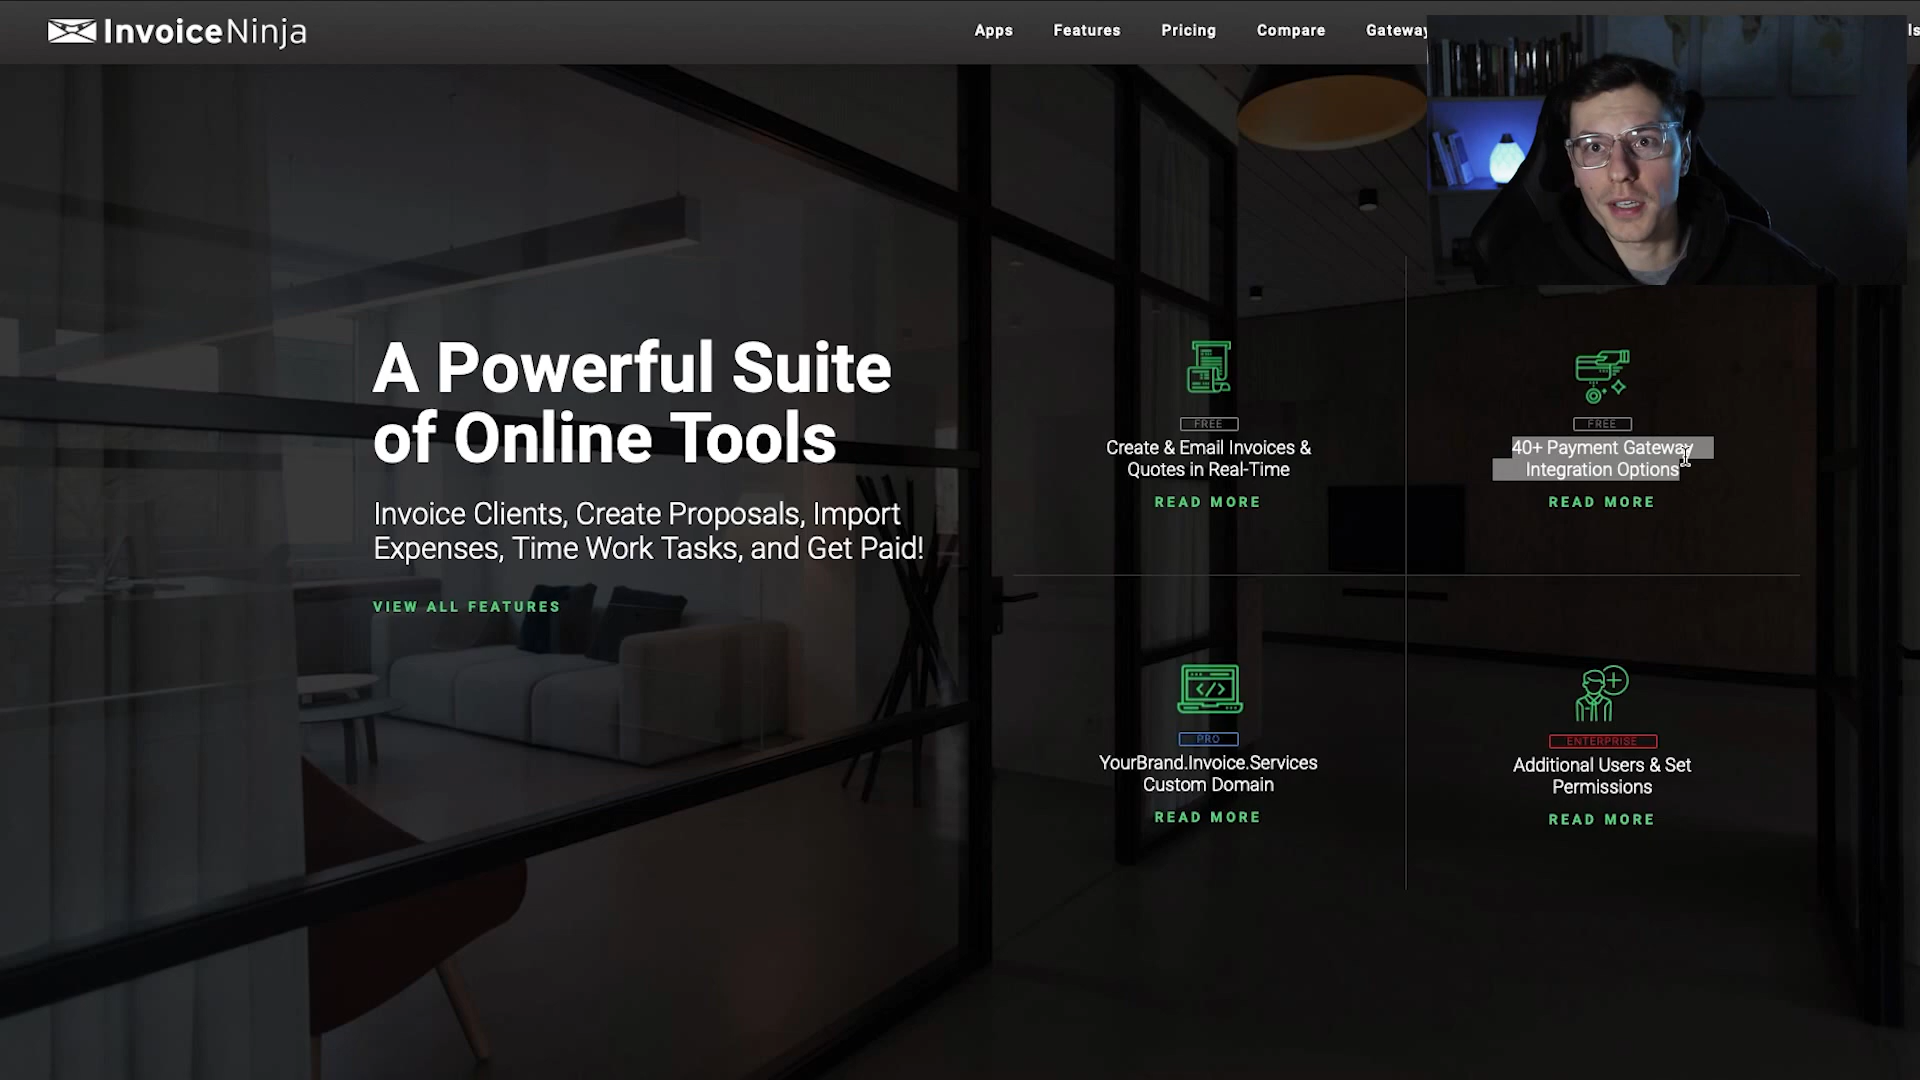 InvoiceNinja
Apps Features Pricing Compare Gateway
A Powerful Suite
of Online Tools
Invoice Clients, Create Proposals, Import
Expenses, Time Work Tasks, and Get Paid!
VIEW ALL FEATURES
FREE
Create & Email Invoices &
Quotes in Real-Time
READ MORE
FREE
40+ Payment Gateway
Integration Options
READ MORE
PRO
YourBrand.Invoice.Services
Custom Domain
READ MORE
ENTERPRISE
Additional Users & Set
Permissions
READ MORE